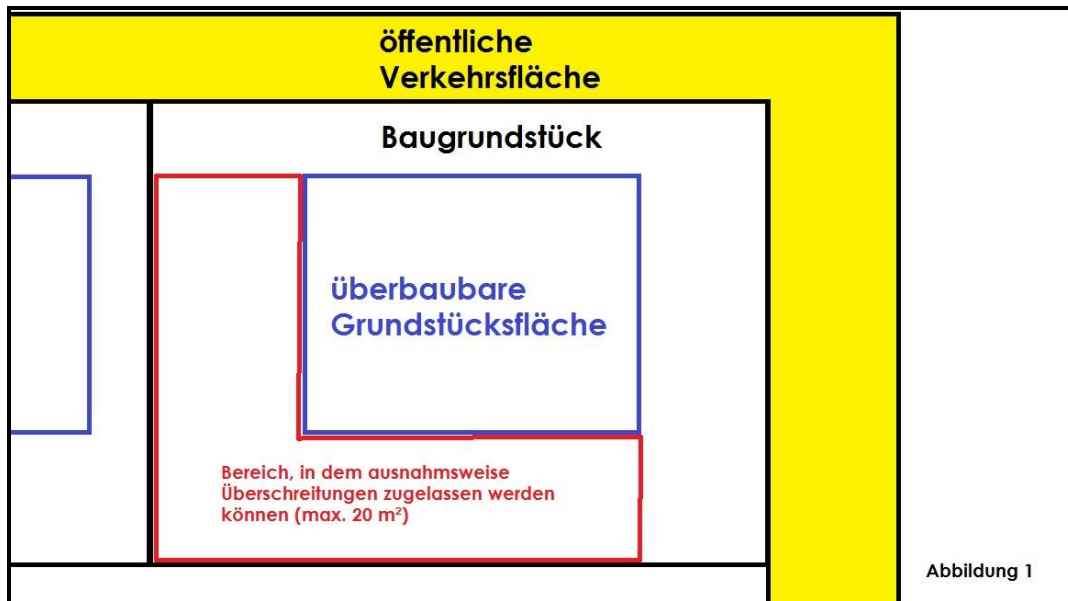 öffentliche
Verkehrsfläche
Baugrundstück
überbaubare
Grundstücksfläche
Bereich, in dem ausnahmsweise
Überschreitungen zugelassen werden
können (max. 20 m²)
Abbildung 1